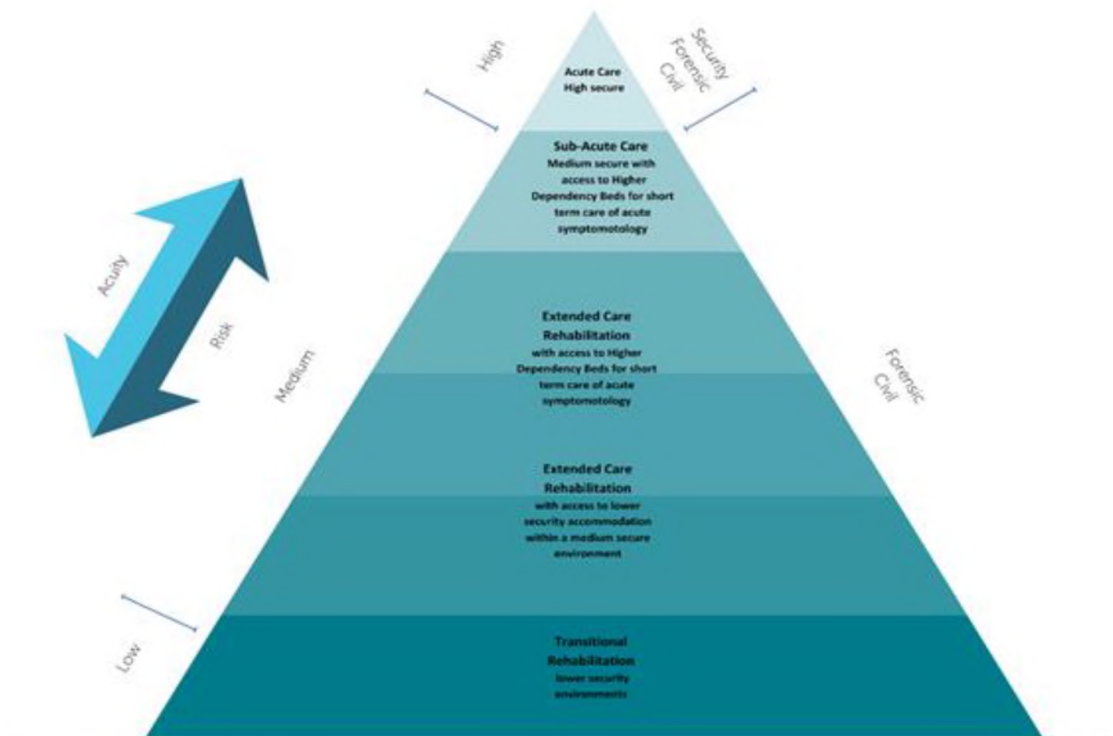 High
Security
Forensic
Civil
Acute Care
High secure
Sub-Acute Care
Medium secure with
access to Higher
Dependency Beds for short
term care of acute
symptomotology
Acuity
Risk
Medium
Extended Care
Rehabilitation
with access to Higher
Dependency Beds for short
term care of acute
symptomotology
Forensic
Civil
Extended Care
Rehabilitation
with access to lower
security accommodation
within a medium secure
environment
Low
Transitional
Rehabilitation
lower security
environments